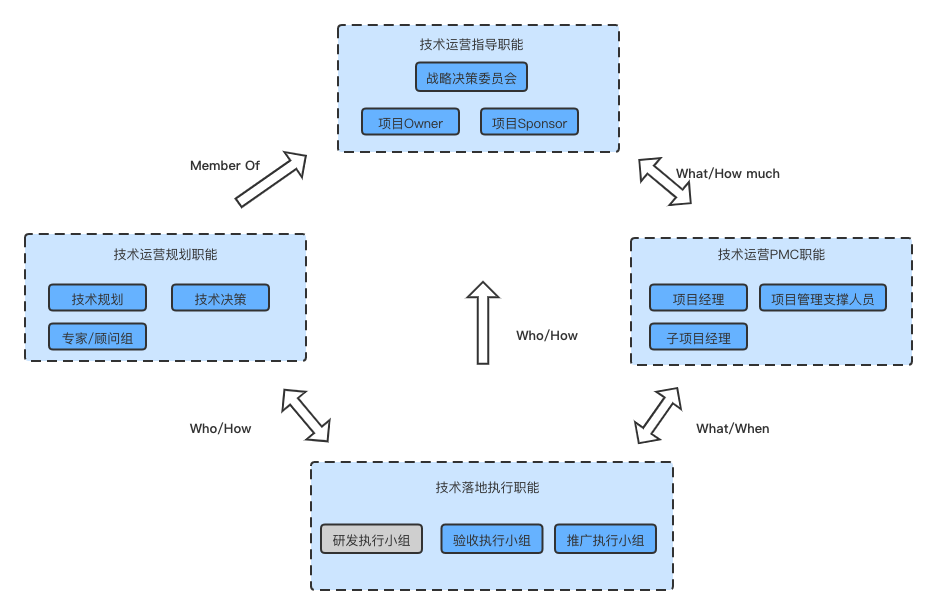 技术运营指导职能
战略决策委员会
项目Owner
项目Sponsor
Member Of
What/How much
技术运营规划职能
技术规划
技术决策
专家/顾问组
技术运营PMC职能
项目经理
项目管理支撑人员
子项目经理
Who/How
Who/How
What/When
技术落地执行职能
研发执行小组
验收执行小组
推广执行小组